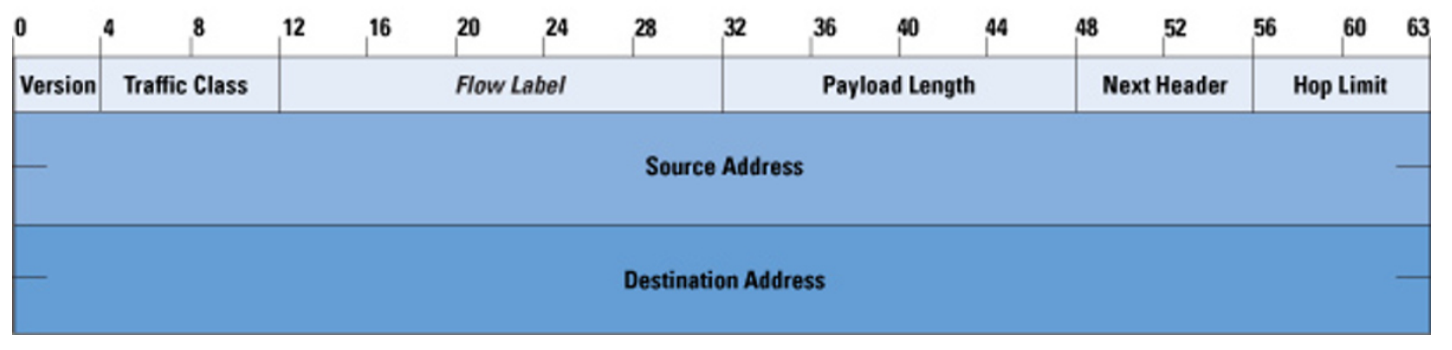 0 4 8 12 16 20 24 28 32 36 40 44 48 52 56 60 63
Version Traffic Class Flow Label Payload Length Next Header Hop Limit
Source Address
Destination Address